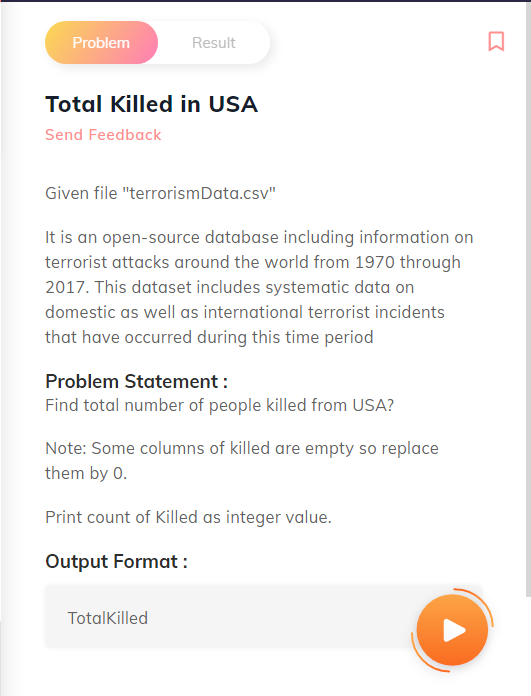 Problem
Result
Total Killed in USA
Send Feedback
Given file "terrorismData.csv"
It is an open-source database including information on
terrorist attacks around the world from 1970 through
2017. This dataset includes systematic data on
domestic as well as international terrorist incidents
that have occurred during this time period
Problem Statement :
Find total number of people killed from USA?
Note: Some columns of killed are empty so replace
them by 0.
Print count of Killed as integer value.
Output Format :
TotalKilled